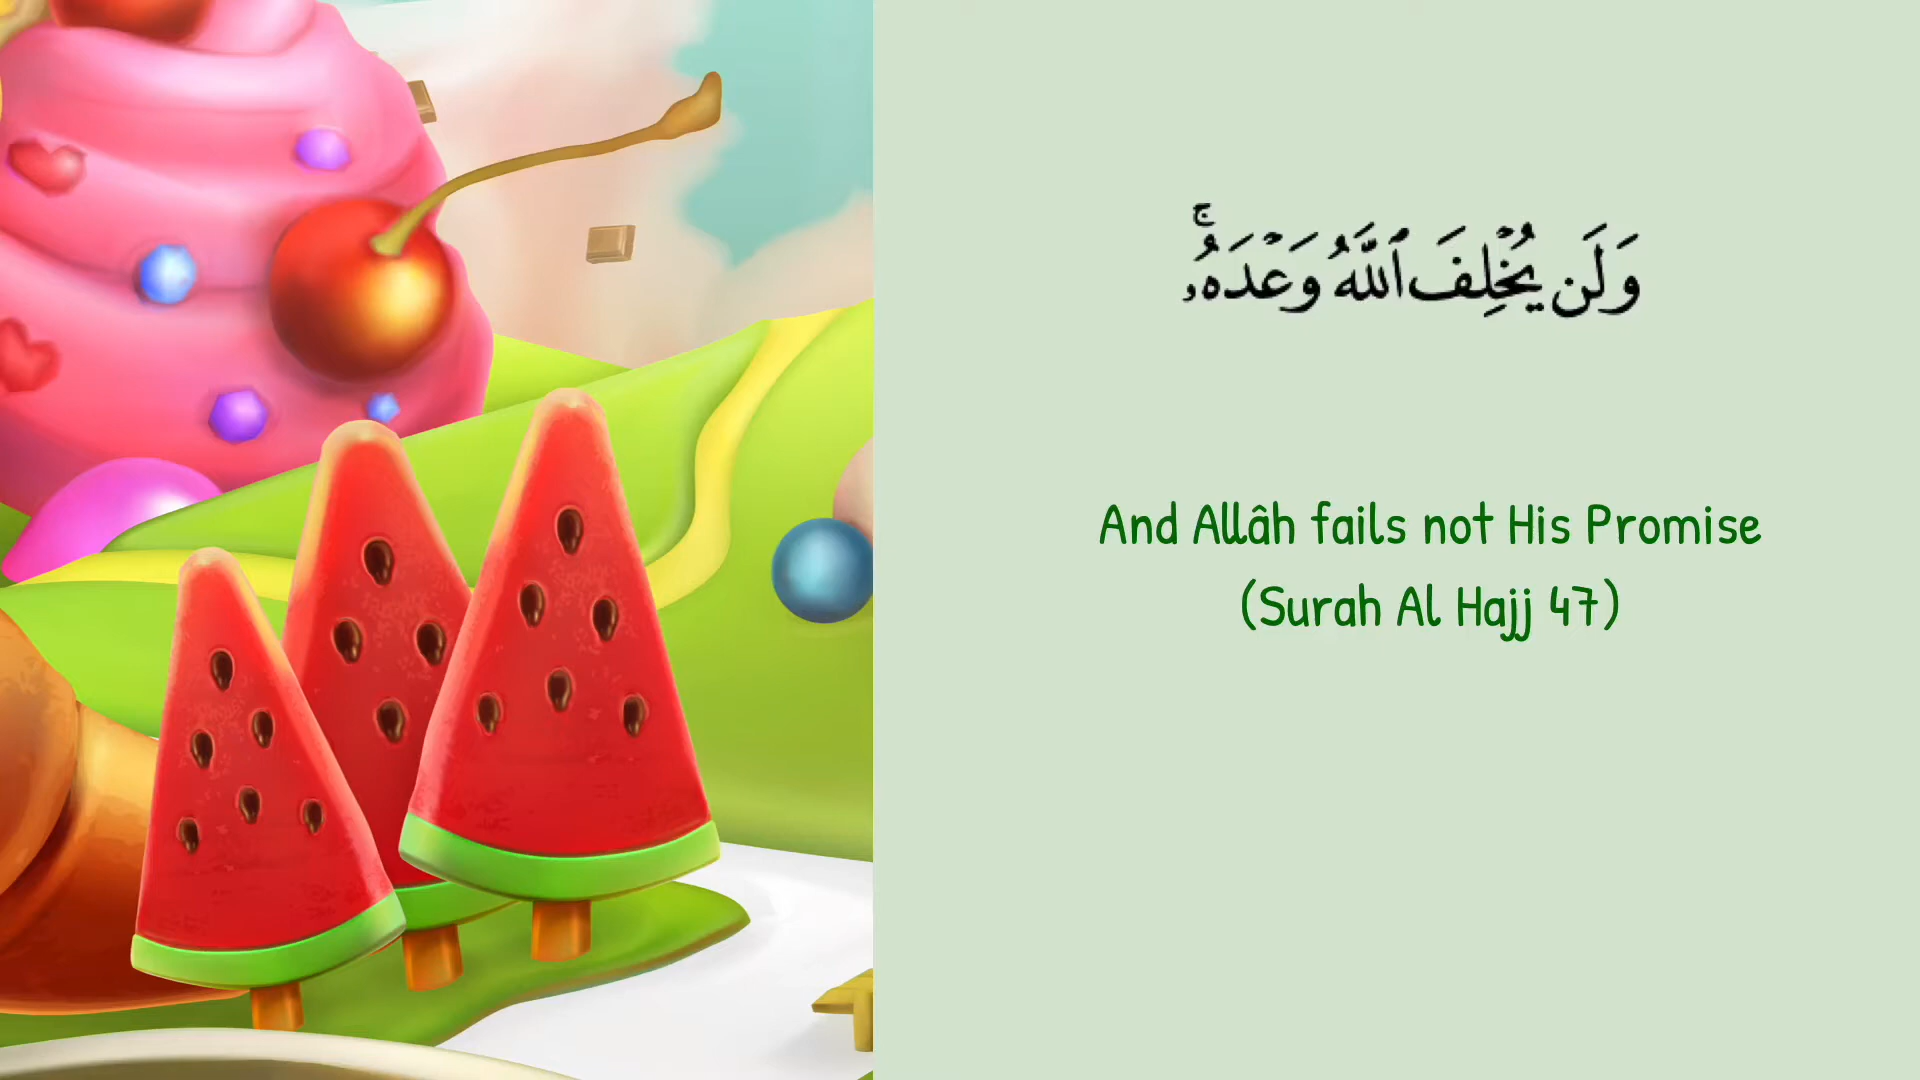 وَلَن يُخْلِفَ ٱللَّهُ وَعْدَهُۥ ۚ
And Allâh fails not His Promise
(Surah Al Hajj 47)